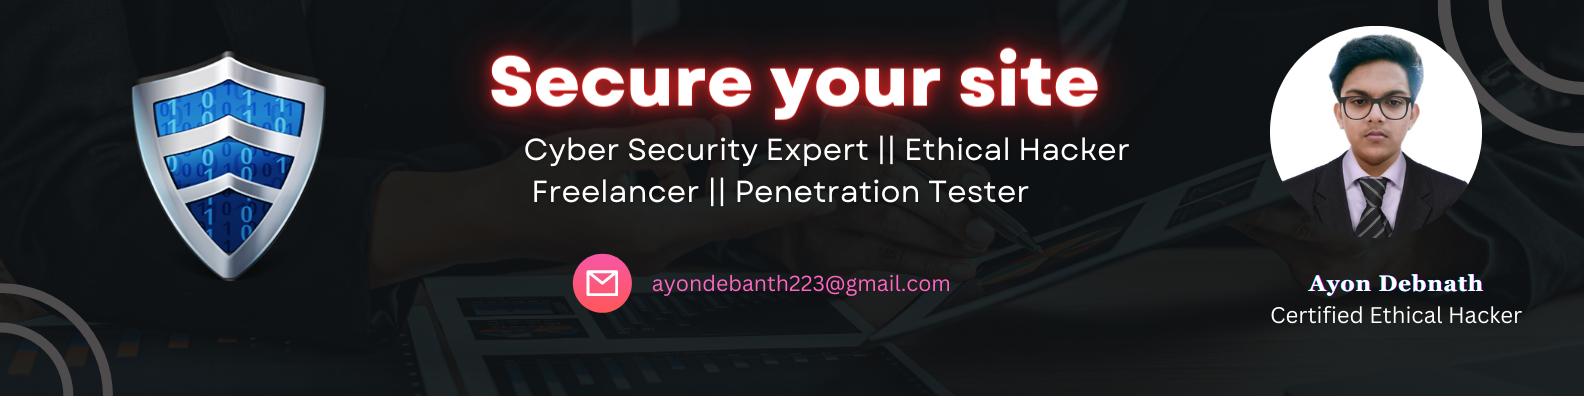 Secure your site
Cyber Security Expert || Ethical Hacker
Freelancer || Penetration Tester
ayondebanth223@gmail.com
Ayon Debnath
Certified Ethical Hacker